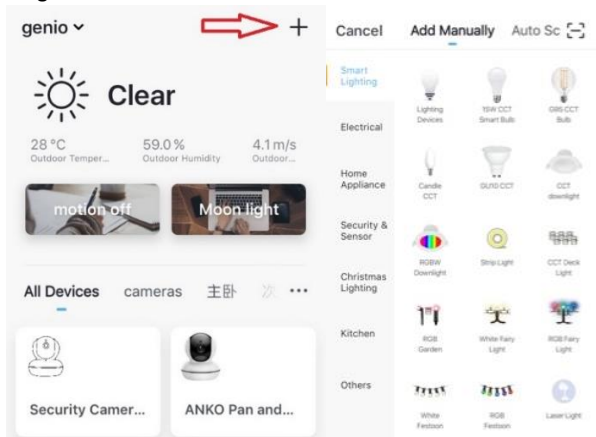 genio
Clear
28 °C
59.0 %
4.1 m/s
Outdoor Temper...
Outdoor Humidity
Outdoor...
motion off
Moon light
All Devices
cameras
主卧
次
...
Security Camer...
ANKO Pan and...
Cancel
Add Manually
Auto Sc
Smart
Lighting
Electrical
Home
Appliance
Security &
Sensor
Christmas
Lighting
Kitchen
Others
Lighting
Devices
15W CCT
Smart Bulb
G95 CCT
Bulb
Candle
CCT
GU10 CCT
CCT
downlight
RGBW
Downlight
Strip Light
CCT Deck
Light
RGB
Garden
White Fairy
Light
RGB Fairy
Light
White
Festoon
RGB
Festoon
Laser Light